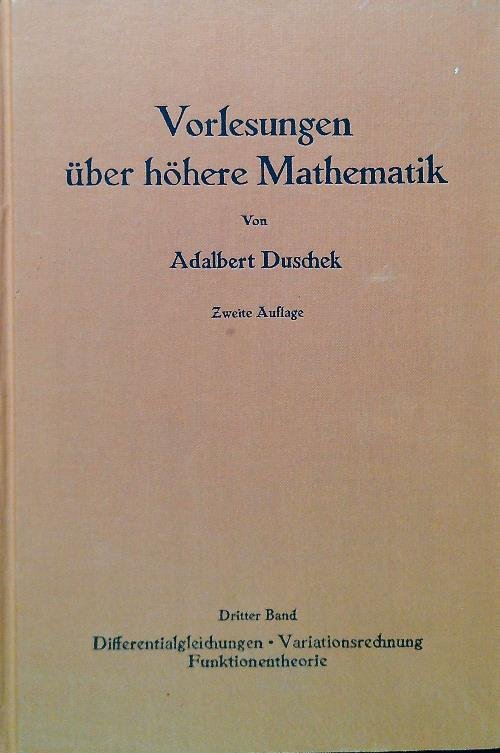 Vorlesungen
über höhere Mathematik
Von
Adalbert Duschek
Zweite Auflage
Dritter Band
Differentialgleichungen · Variationsrechnung
Funktionentheorie